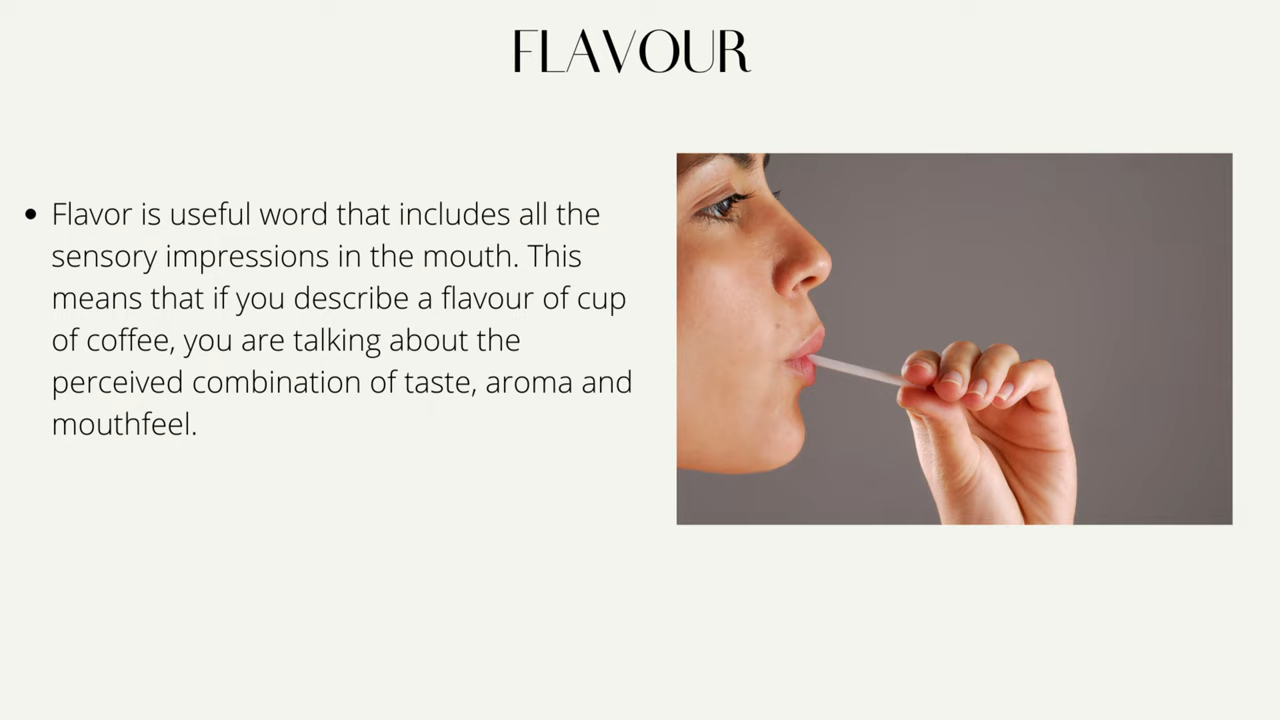 FLAVOUR
• Flavor is useful word that includes all the
sensory impressions in the mouth. This
means that if you describe a flavour of cup
of coffee, you are talking about the
perceived combination of taste, aroma and
mouthfeel.